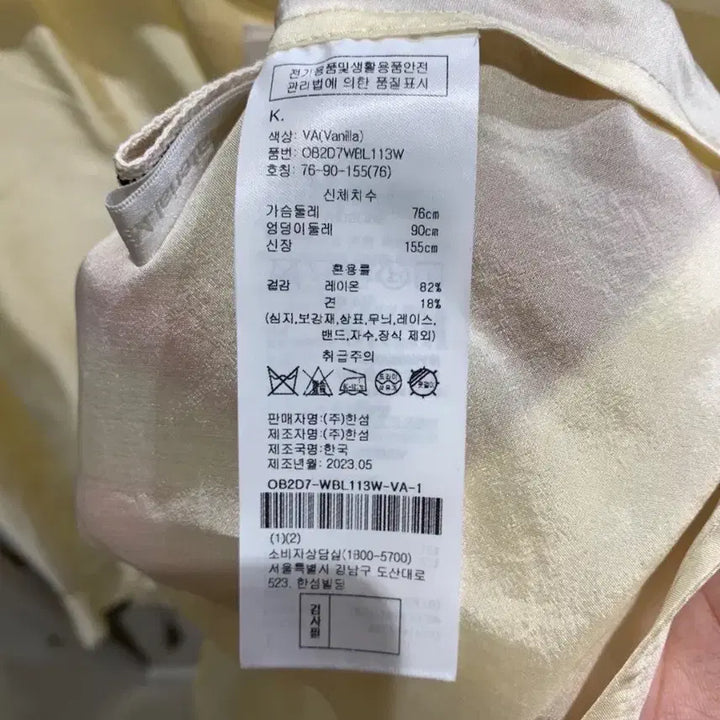 전기용품및생활용품안전
관리법에 의한 품질표시
K.
색상: VA(Vanilla)
품번: OB2D7WBL113W
호칭: 76-90-155(76)
신체치수
가슴둘레 76cm
엉덩이둘레 90cm
신장 155cm
혼용률
겉감 레이온 82%
견 18%
(심지,보강재,상표,무늬,레이스,
밴드,자수,장식 제외)
취급주의
판매자명:(주)한섬
제조자명:(주)한섬
제조국명:한국
제조년월: 2023.05
OB2D7-WBL113W-VA-1
(1)(2)
소비자상담실(1800-5700)
서울특별시 강남구 도산대로
523, 한섬빌딩
검사필